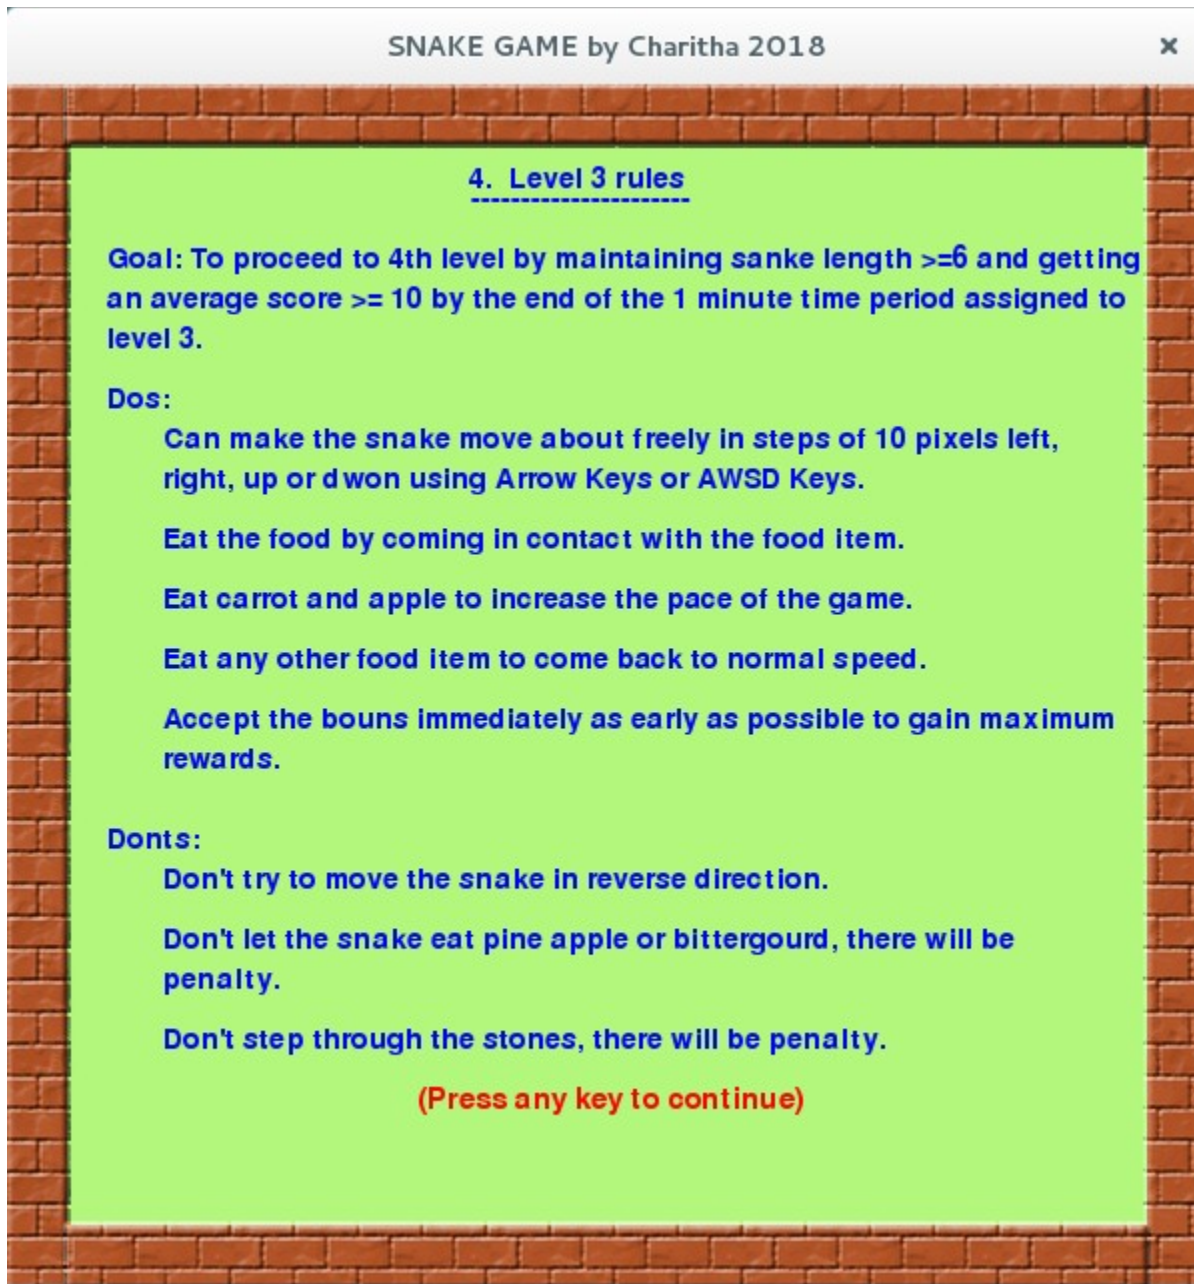 SNAKE GAME by Charitha 2018
4. Level 3 rules
Goal: To proceed to 4th level by maintaining sanke length >=6 and getting
an average score >= 10 by the end of the 1 minute time period assigned to
level 3.
Dos:
Can make the snake move about freely in steps of 10 pixels left,
right, up or dwon using Arrow Keys or AWSD Keys.
Eat the food by coming in contact with the food item.
Eat carrot and apple to increase the pace of the game.
Eat any other food item to come back to normal speed.
Accept the bouns immediately as early as possible to gain maximum
rewards.
Donts:
Don't try to move the snake in reverse direction.
Don't let the snake eat pine apple or bittergourd, there will be
penalty.
Don't step through the stones, there will be penalty.
(Press any key to continue)